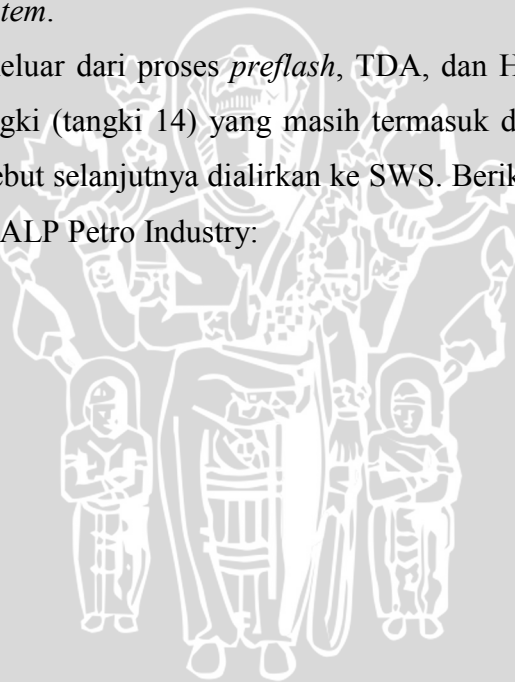 tem.
eluar dari proses preflash, TDA, dan H
gki (tangki 14) yang masih termasuk d
ebut selanjutnya dialirkan ke SWS. Berik
ALP Petro Industry: